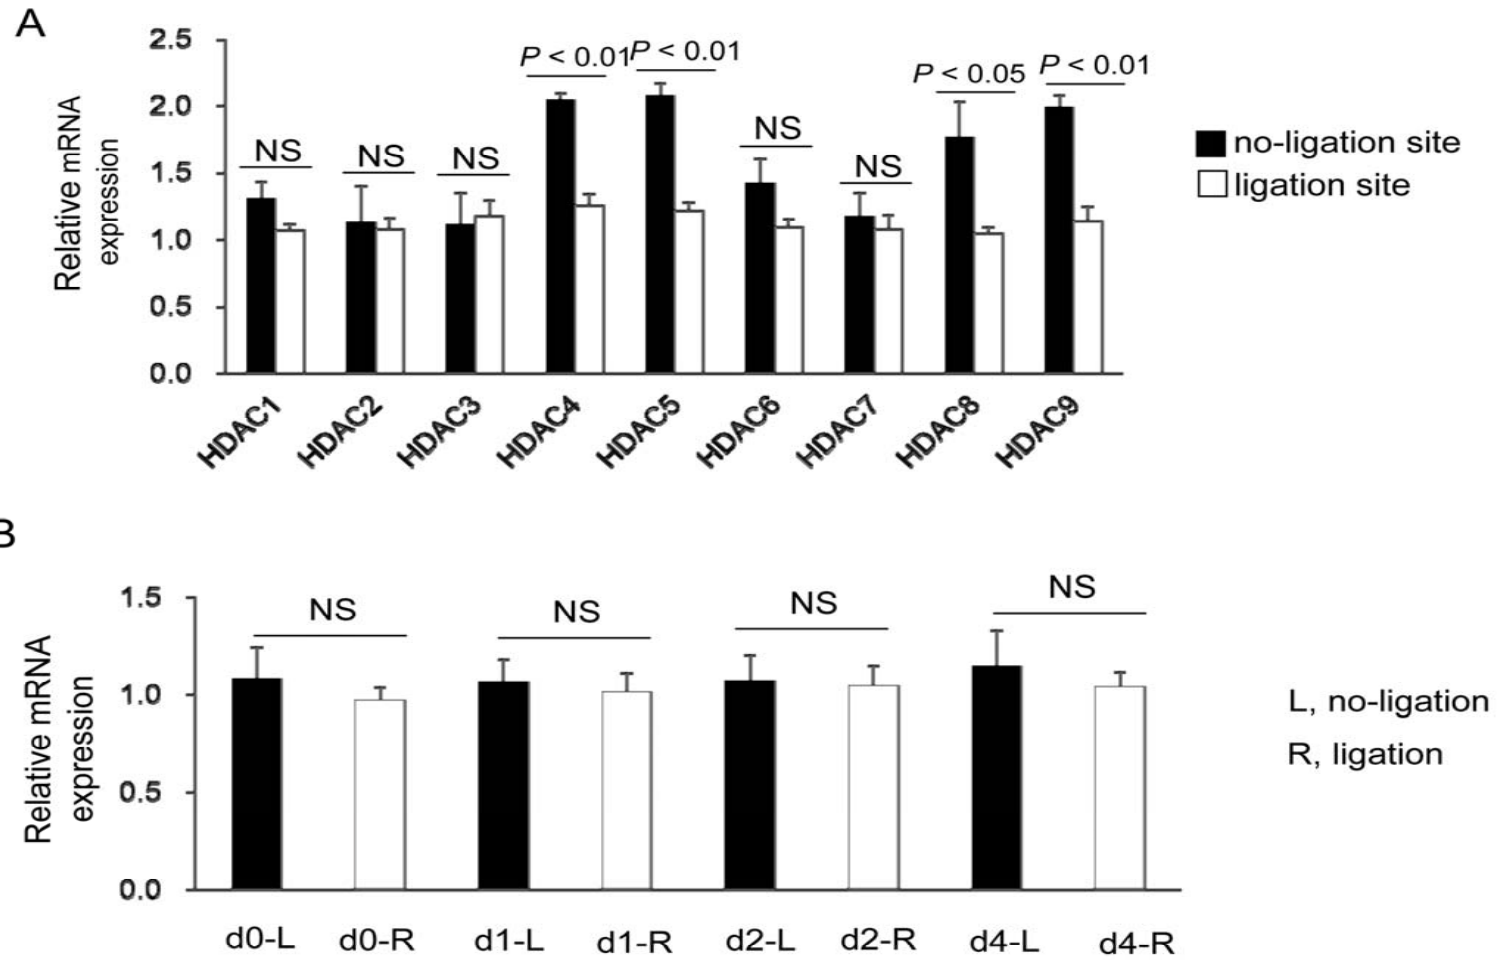 A
2.5
2.0
1.5
1.0
0.5
0.0
Relative mRNA
expression
NS
NS
NS
P < 0.01
P < 0.01
NS
NS
P < 0.05
P < 0.01
no-ligation site
ligation site
HDAC1
HDAC2
HDAC3
HDAC4
HDAC5
HDAC6
HDAC7
HDAC8
HDAC9
B
1.5
1.0
0.5
0.0
Relative mRNA
expression
NS
NS
NS
NS
L, no-ligation
R, ligation
d0-L
d0-R
d1-L
d1-R
d2-L
d2-R
d4-L
d4-R